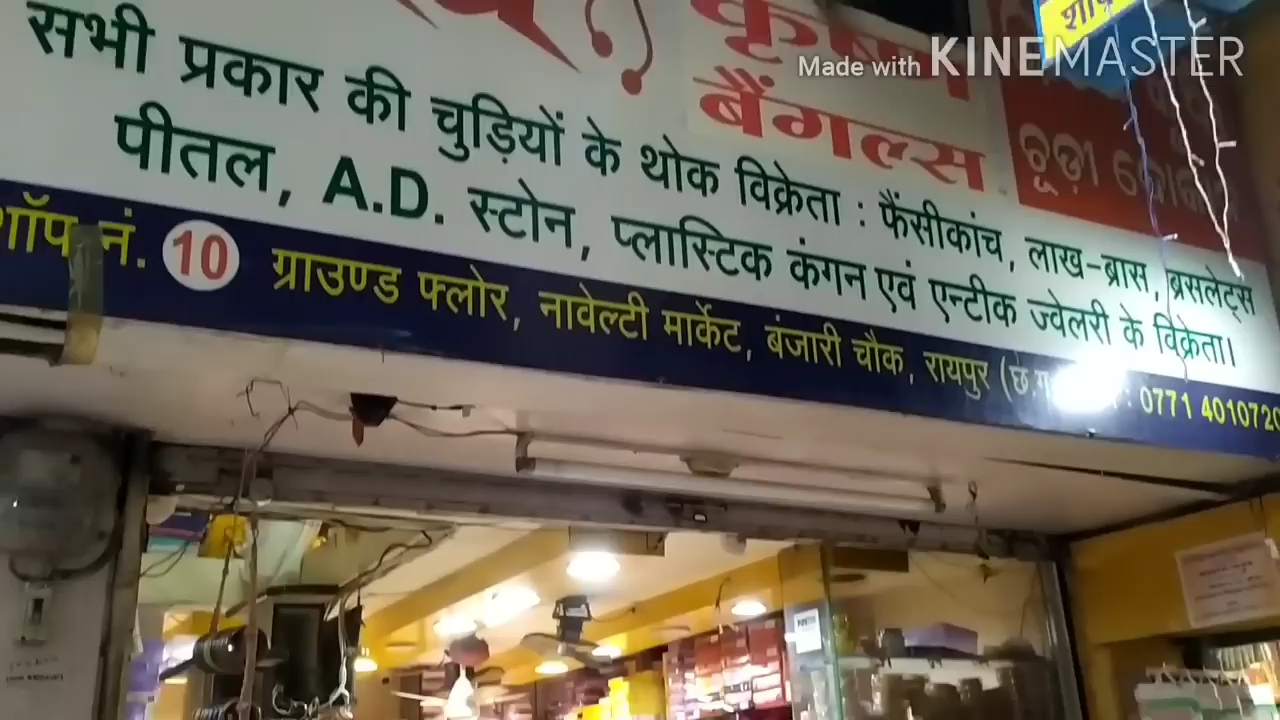 Made with KINEMASTER
कृष्णा
बैंगल्स
ଚୂଡ଼ୀ
सभी प्रकार की चुड़ियों के थोक विक्रेता : फैंसीकांच, लाख-ब्रास, ब्रसलेट्स
पीतल, A.D. स्टोन, प्लास्टिक कंगन एवं एन्टीक ज्वेलरी के विक्रेता।
शॉप नं. 10 ग्राउण्ड फ्लोर, नावेल्टी मार्केट, बंजारी चौक, रायपुर (छ.ग. : 0771 4010720